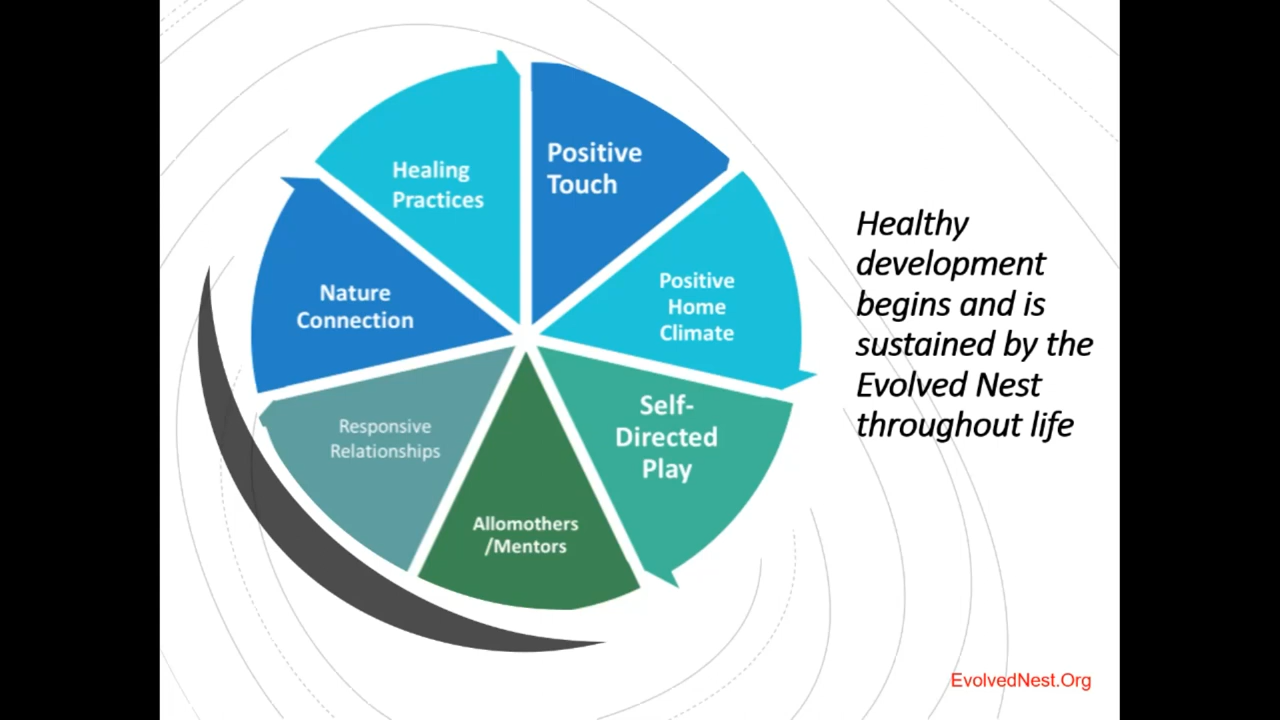 Positive
Touch
Positive
Home
Climate
Self-
Directed
Play
Allomothers
/Mentors
Responsive
Relationships
Nature
Connection
Healing
Practices
Healthy
development
begins and is
sustained by the
Evolved Nest
throughout life
EvolvedNest.Org